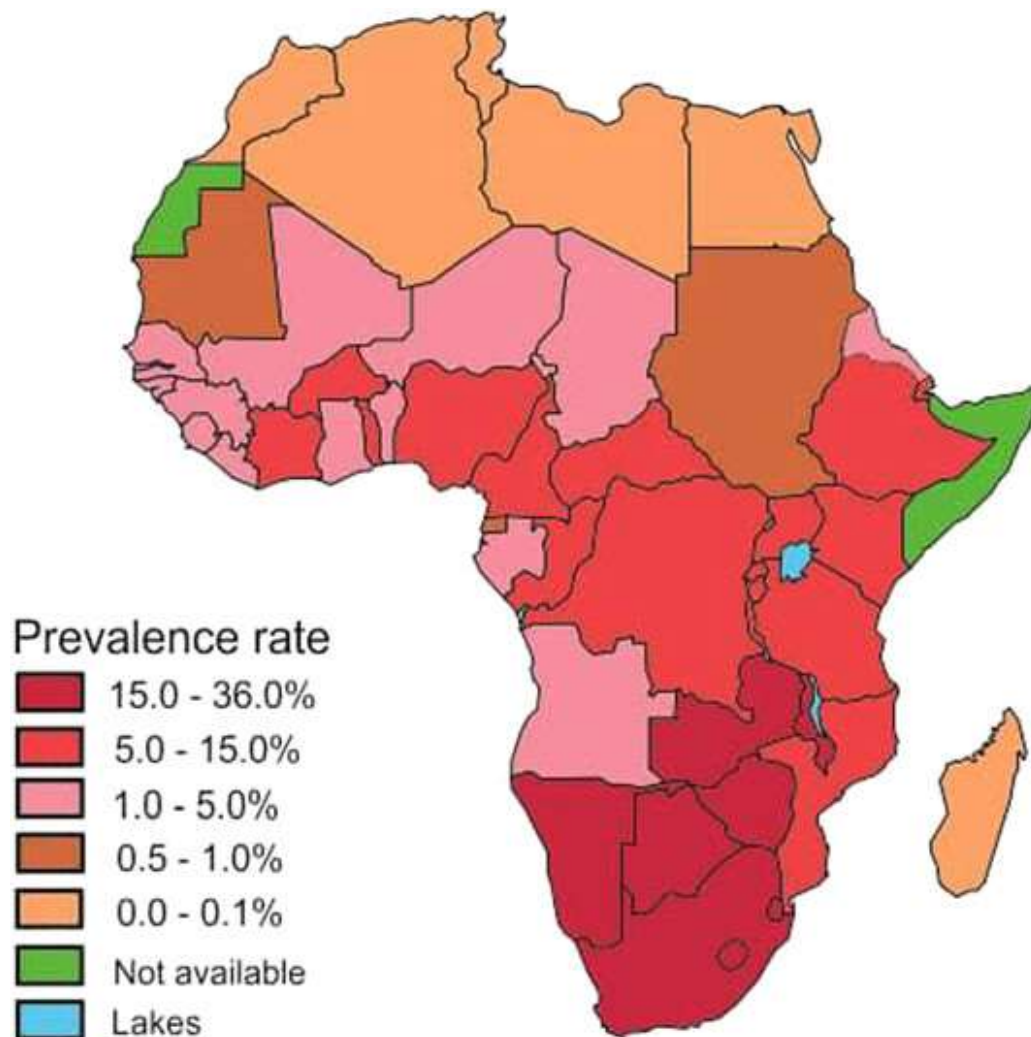 Prevalence rate
15.0 - 36.0%
5.0 - 15.0%
1.0 - 5.0%
0.5 - 1.0%
0.0 - 0.1%
Not available
Lakes